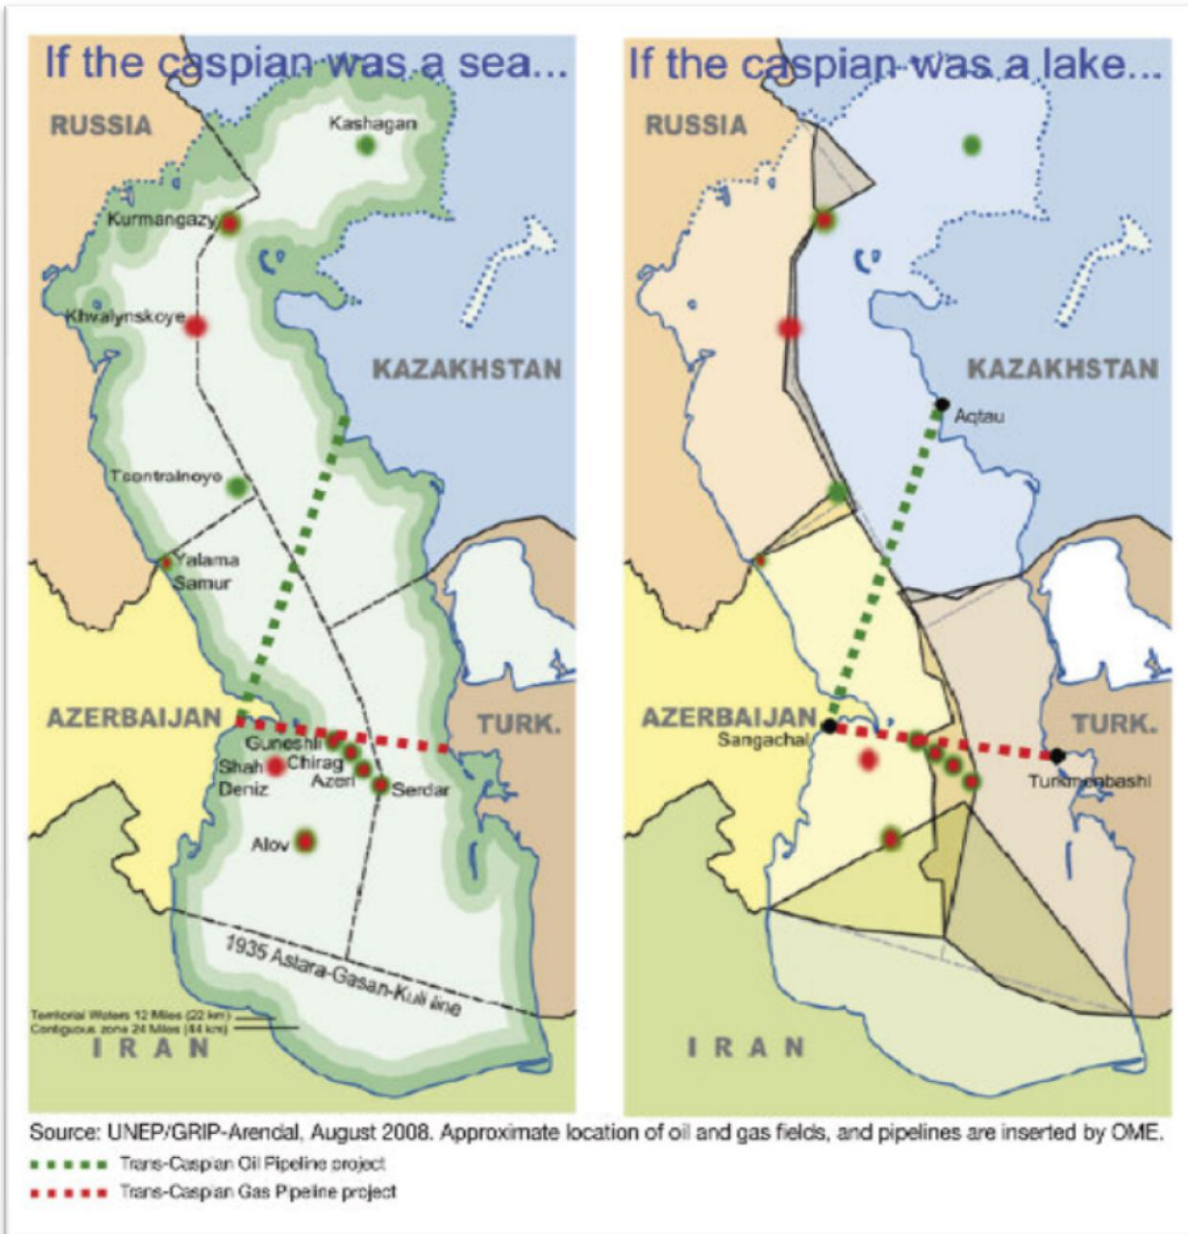 If the caspian was a sea...
RUSSIA
Kashagan
Kurmangazy
Khvalynskoye
KAZAKHSTAN
Tsontralnoyo
Yalama
Samur
AZERBAIJAN
TURK.
Guneshli
Shah
Deniz
Chirag
Azeri
Serdar
Alov
1935 Astara-Gasan-Kuli line
Territorial Waters 12 Miles (22 km)
Contiguous zone 24 Miles (44 km)
IRAN
If the caspian was a lake...
RUSSIA
KAZAKHSTAN
Aqtau
AZERBAIJAN
Sangachal
TURK.
Turkmenbashi
IRAN
Source: UNEP/GRIP-Arendal, August 2008. Approximate location of oil and gas fields, and pipelines are inserted by OME.
Trans-Caspian Oil Pipeline project
Trans-Caspian Gas Pipeline project